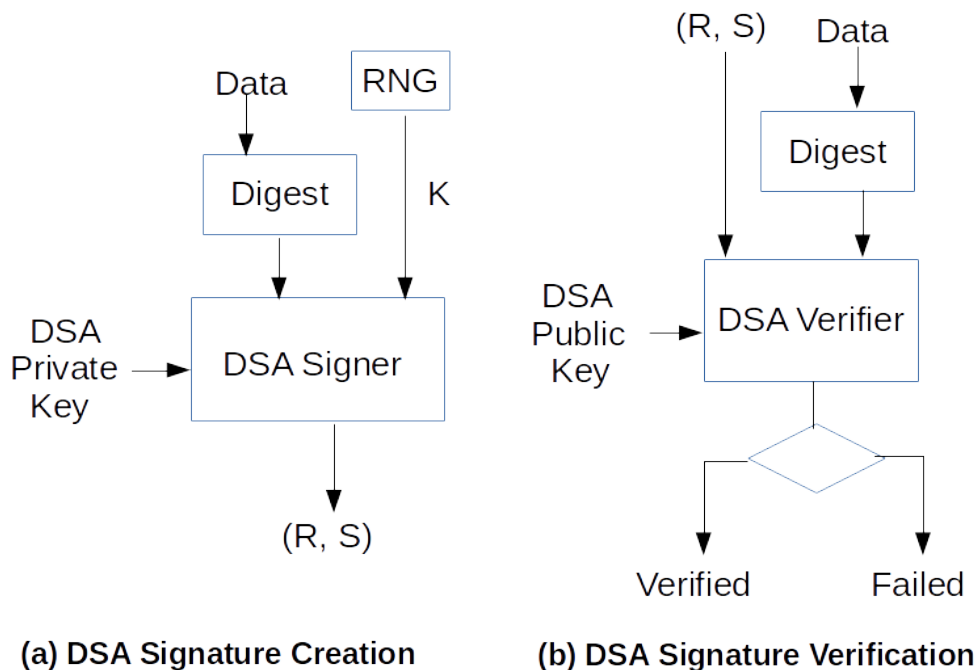 Data
RNG
Digest
K
DSA
Private
Key
DSA Signer
(R, S)
(a) DSA Signature Creation
(R, S)
Data
Digest
DSA
Public
Key
DSA Verifier
Verified
Failed
(b) DSA Signature Verification